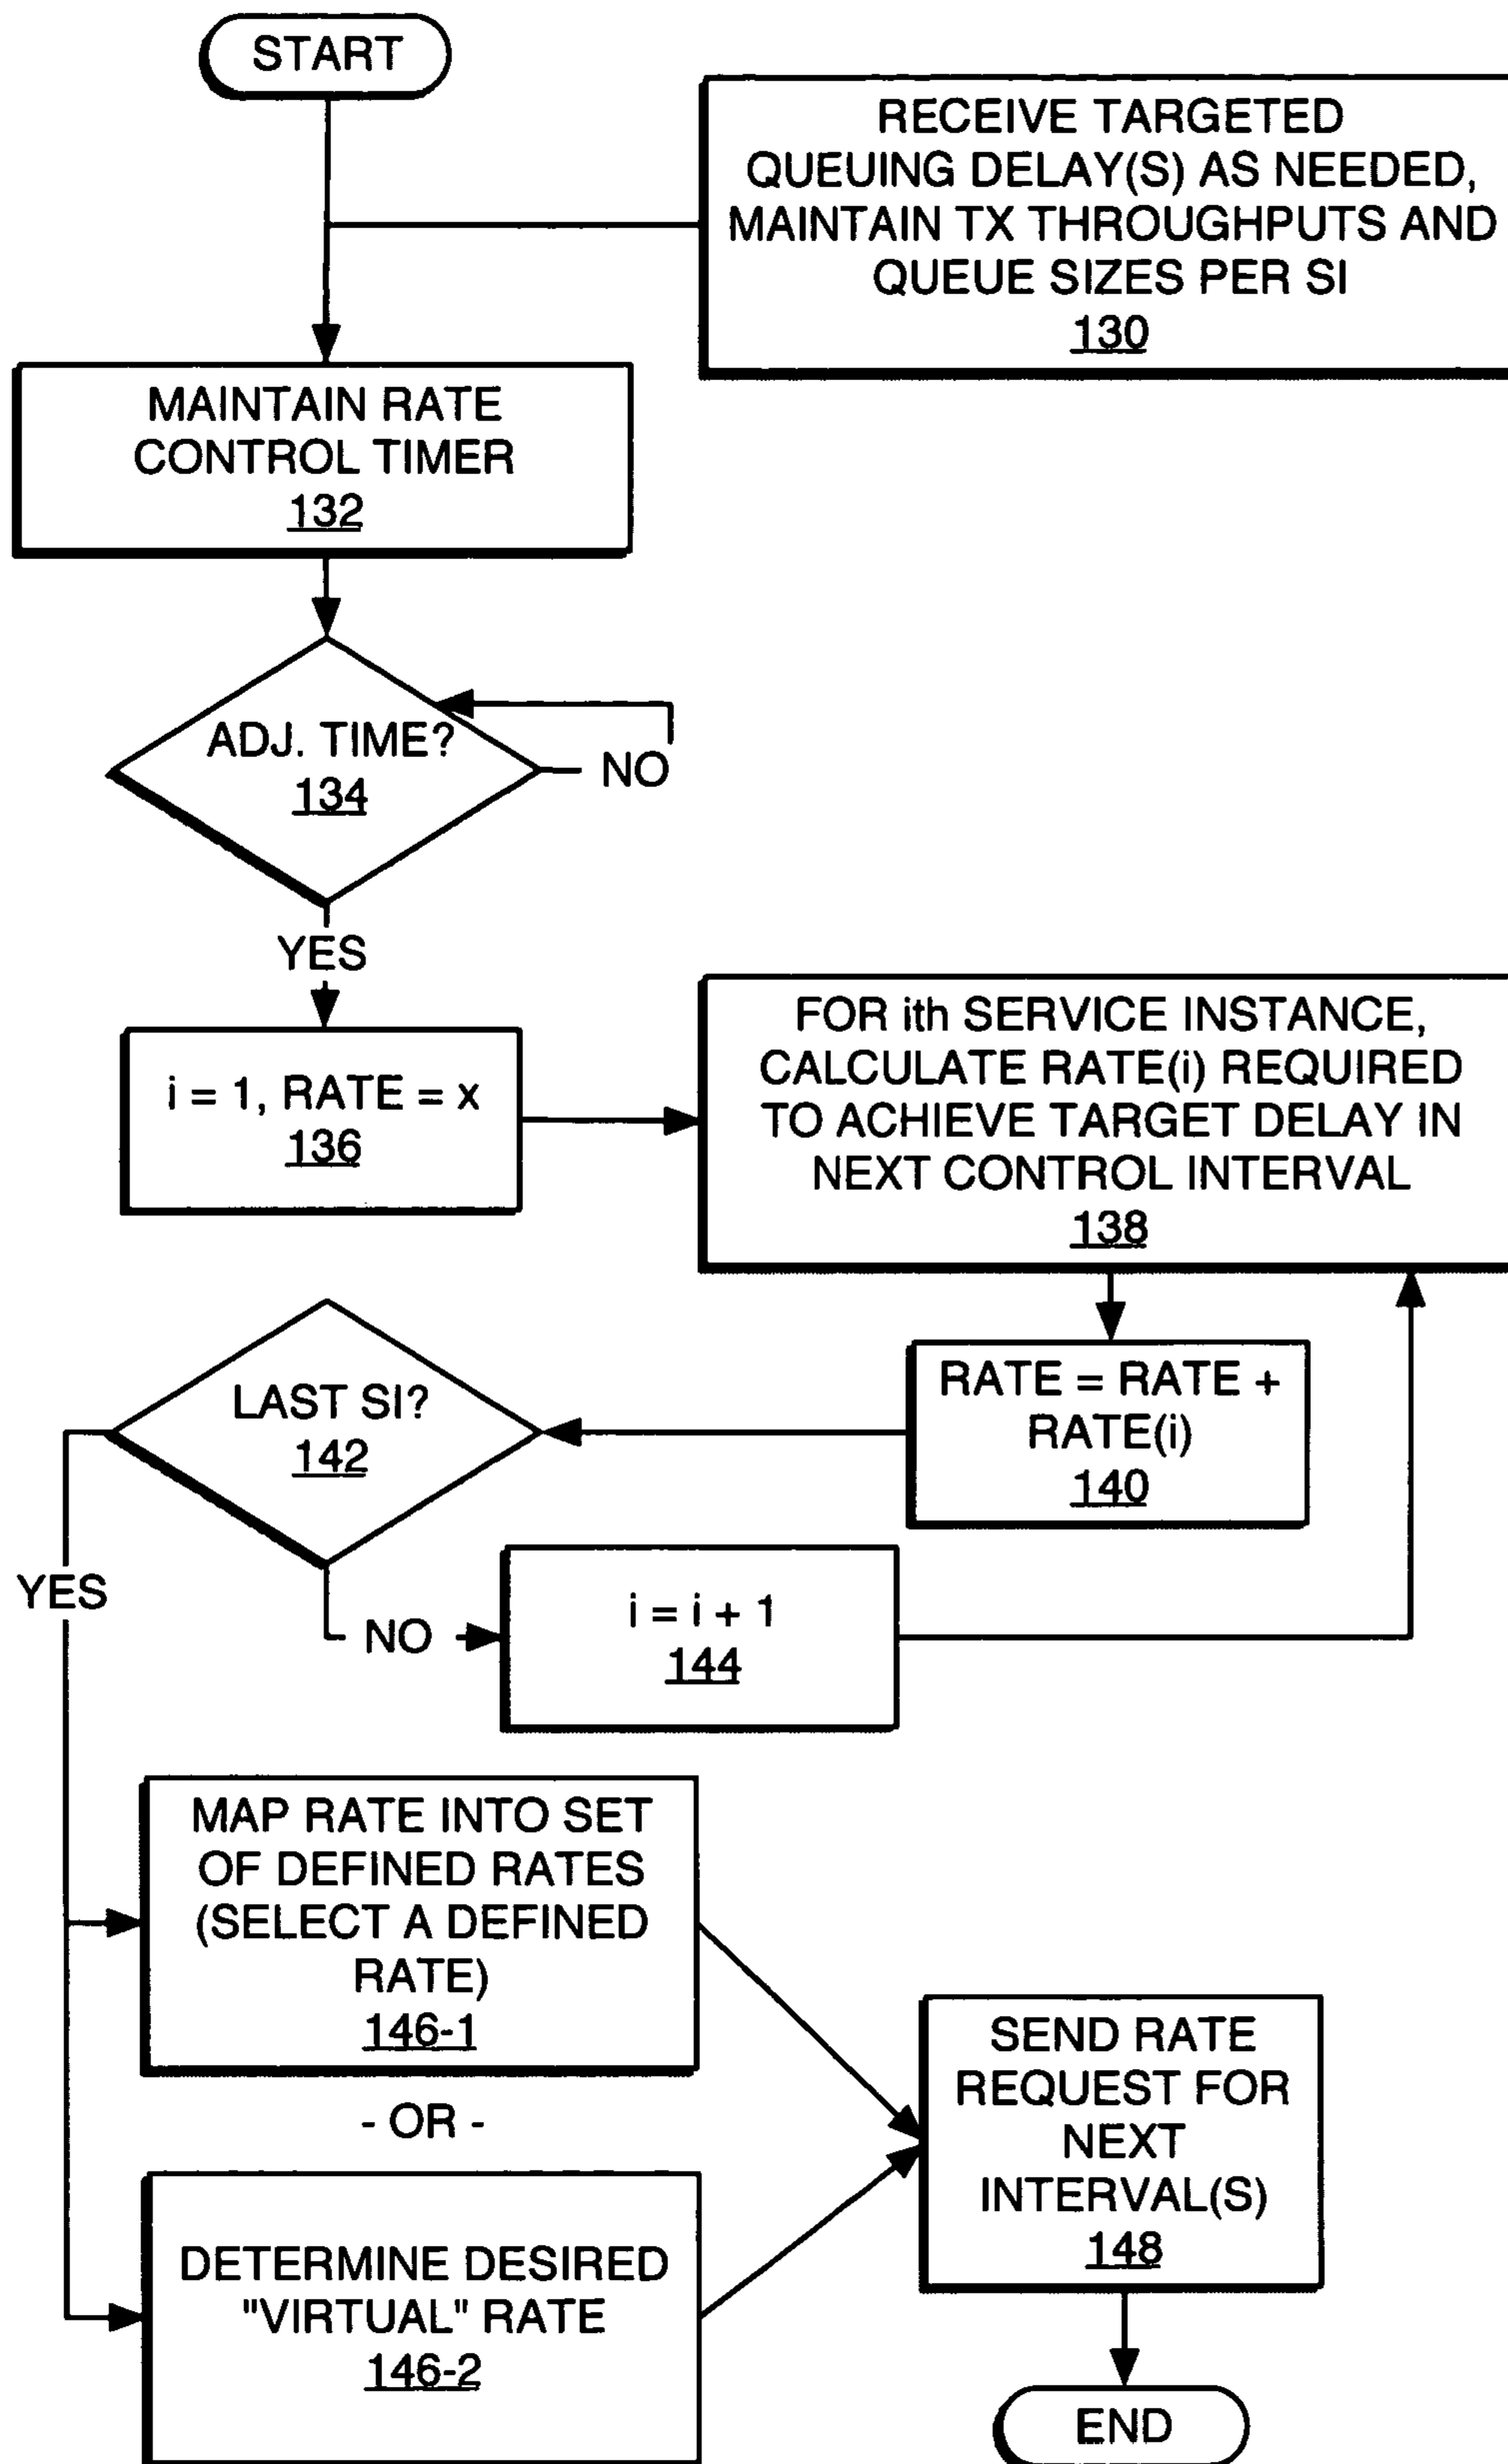 START
RECEIVE TARGETED
QUEUING DELAY(S) AS NEEDED,
MAINTAIN TX THROUGHPUTS AND
QUEUE SIZES PER SI
130
MAINTAIN RATE
CONTROL TIMER
132
ADJ. TIME?
134
NO
YES
i = 1, RATE = x
136
FOR ith SERVICE INSTANCE,
CALCULATE RATE(i) REQUIRED
TO ACHIEVE TARGET DELAY IN
NEXT CONTROL INTERVAL
138
RATE = RATE +
RATE(i)
140
LAST SI?
142
YES
NO
i = i + 1
144
MAP RATE INTO SET
OF DEFINED RATES
(SELECT A DEFINED
RATE)
146-1
- OR -
DETERMINE DESIRED
"VIRTUAL" RATE
146-2
SEND RATE
REQUEST FOR
NEXT
INTERVAL(S)
148
END